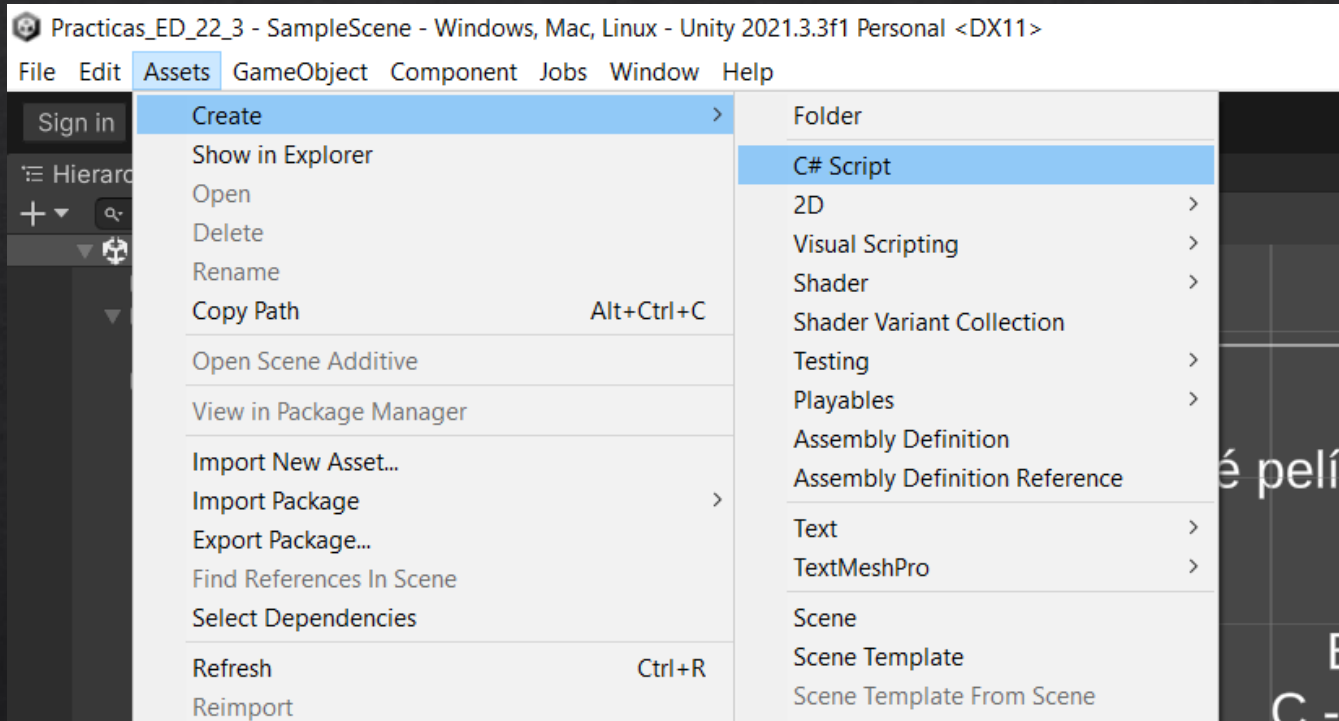 Practicas_ED_22_3 - SampleScene - Windows, Mac, Linux - Unity 2021.3.3f1 Personal <DX11>
File Edit Assets GameObject Component Jobs Window Help
Sign in
Hierarc
Create
Show in Explorer
Open
Delete
Rename
Copy Path Alt+Ctrl+C
Open Scene Additive
View in Package Manager
Import New Asset...
Import Package
Export Package...
Find References In Scene
Select Dependencies
Refresh Ctrl+R
Reimport
Folder
C# Script
2D
Visual Scripting
Shader
Shader Variant Collection
Testing
Playables
Assembly Definition
Assembly Definition Reference
Text
TextMeshPro
Scene
Scene Template
Scene Template From Scene
é pelí
C -